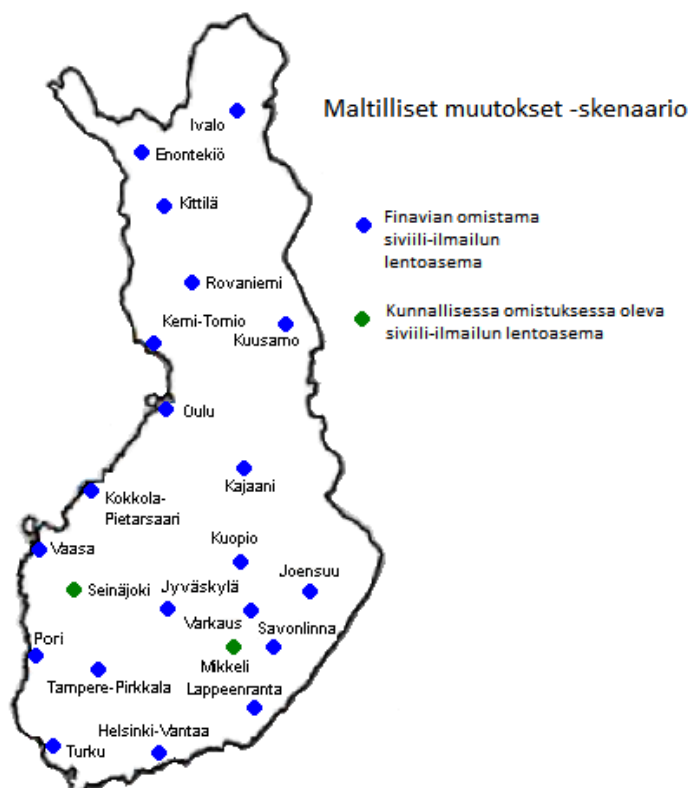 Maltilliset muutokset -skenaario
Ivalo
Enontekiö
Kittilä
Finavian omistama
siviili-ilmailun
lentoasema
Rovaniemi
Kemi-Tornio
Kunnallisessa omistuksessa oleva
siviili-ilmailun lentoasema
Kuusamo
Oulu
Kajaani
Kokkola-
Pietarsaari
Kuopio
Vaasa
Joensuu
Seinäjoki
Jyväskylä
Varkaus
Savonlinna
Pori
Mikkeli
Tampere-Pirkkala
Lappeenranta
Helsinki-Vantaa
Turku